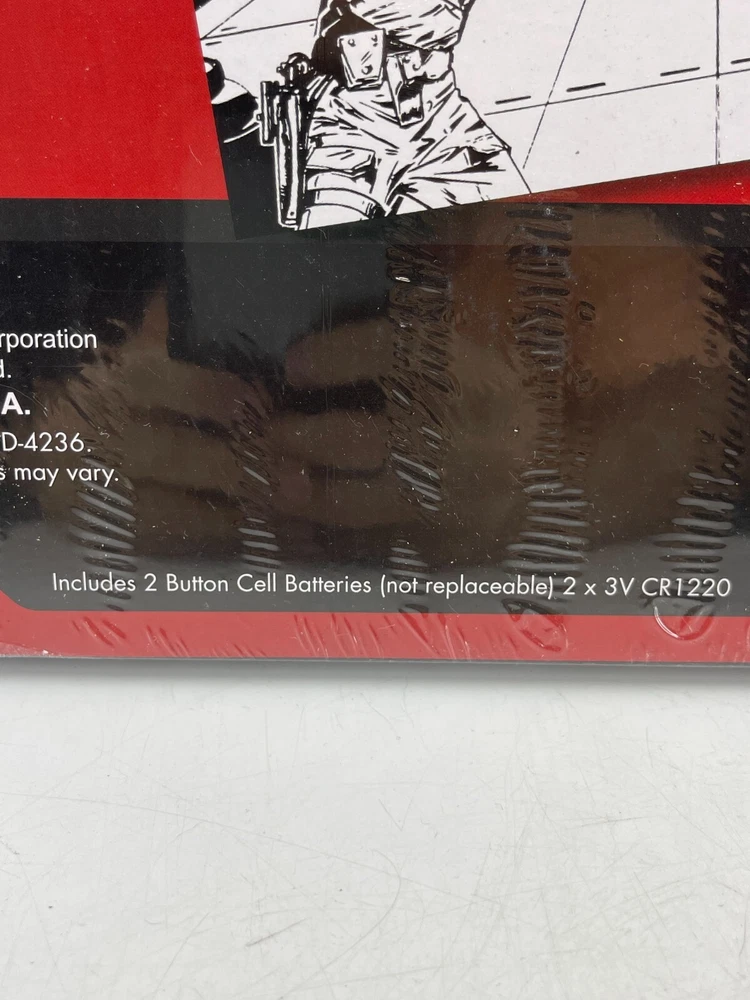 rporation
d.
A.
D-4236.
s may vary.
Includes 2 Button Cell Batteries (not replaceable) 2 x 3V CR1220